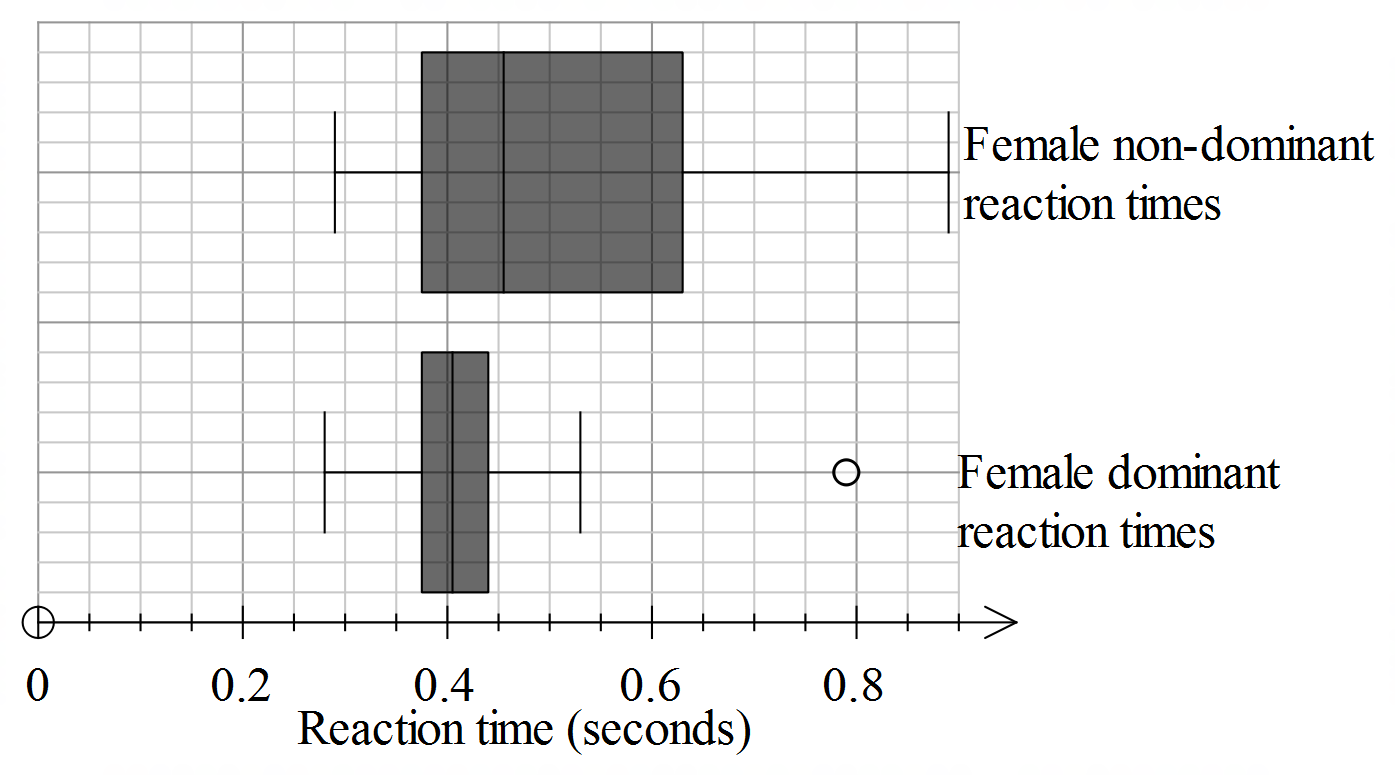 Female non-dominant
reaction times
Female dominant
reaction times
0 0.2 0.4 0.6 0.8
Reaction time (seconds)